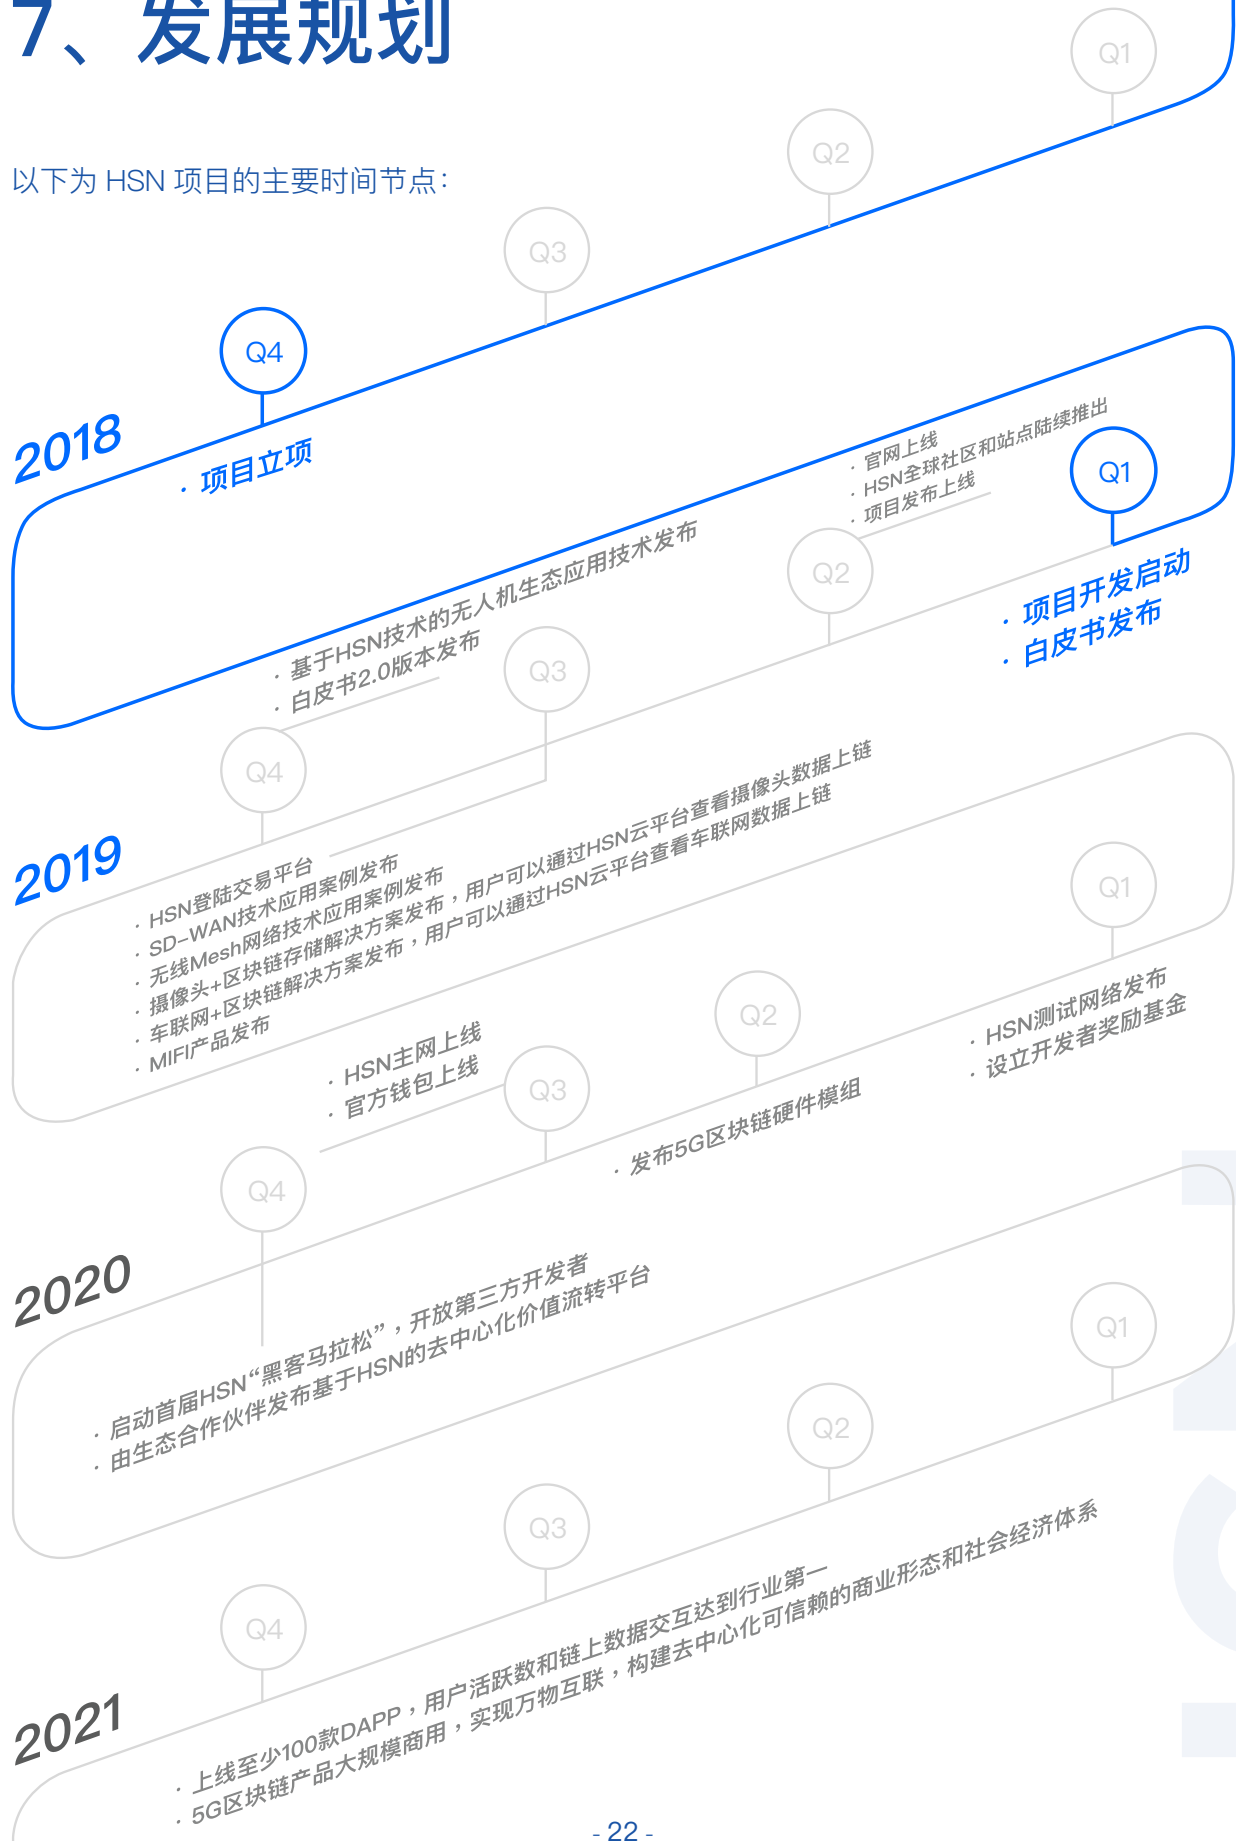 7、发展规划
以下为 HSN 项目的主要时间节点：
Q1
Q2
Q3
Q4
2018
· 项目立项
Q1
· 项目开发启动
· 白皮书发布
· 官网上线
· HSN全球社区和站点陆续推出
· 项目发布上线
Q2
Q3
· 基于HSN技术的无人机生态应用技术发布
· 白皮书2.0版本发布
Q4
2019
· HSN登陆交易平台
· SD-WAN技术应用案例发布
· 无线Mesh网络技术应用案例发布
· 摄像头+区块链存储解决方案发布，用户可以通过HSN云平台查看摄像头数据上链
· 车联网+区块链解决方案发布，用户可以通过HSN云平台查看车联网数据上链
· MIFI产品发布
Q1
· HSN测试网络发布
· 设立开发者奖励基金
Q2
· 发布5G区块链硬件模组
· HSN主网上线
· 官方钱包上线
Q3
Q4
2020
· 启动首届HSN“黑客马拉松”，开放第三方开发者
· 由生态合作伙伴发布基于HSN的去中心化价值流转平台
Q1
Q2
Q3
Q4
2021
· 上线至少100款DAPP，用户活跃数和链上数据交互达到行业第一
· 5G区块链产品大规模商用，实现万物互联，构建去中心化可信赖的商业形态和社会经济体系
- 22 -